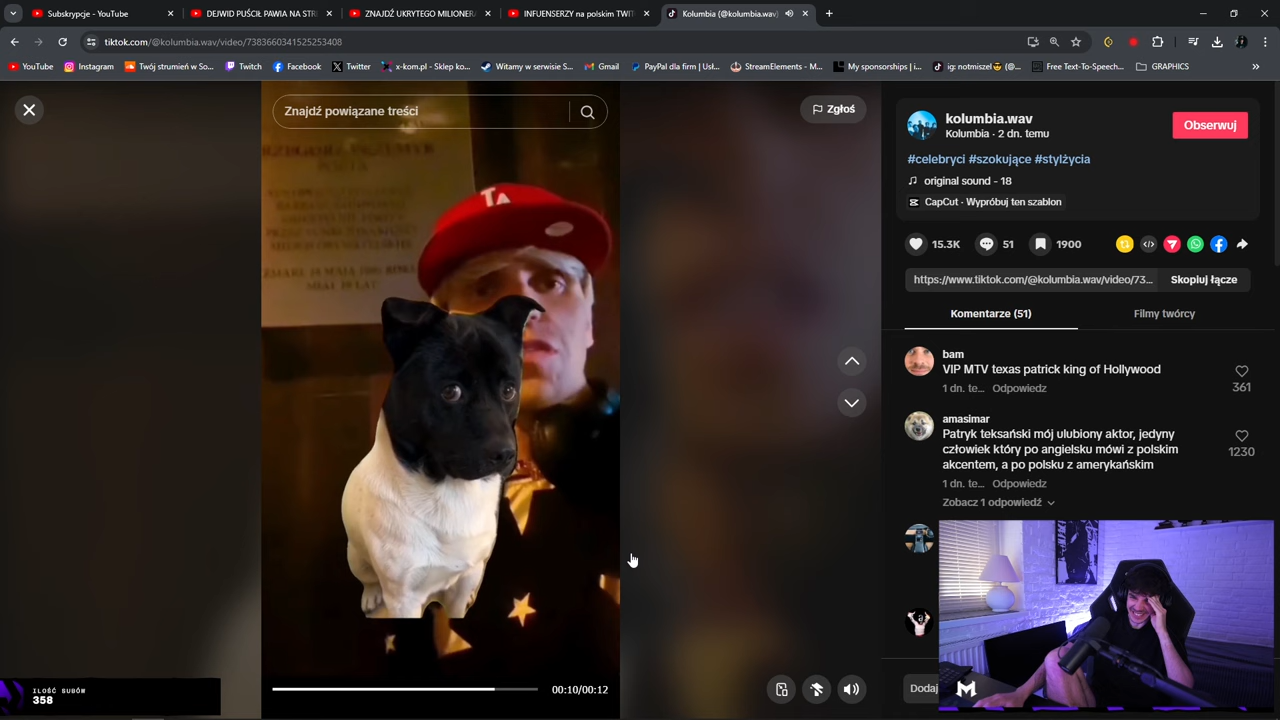 Subskrypcje - YouTube
DEJWID PUŚCIŁ PAWIA NA STR
ZNAJDŹ UKRYTEGO MILIONERA
INFUENSERZY na polskim TWIT
Kolumbia (@kolumbia.wav)
tiktok.com/@kolumbia.wav/video/7383660341525253408
YouTube
Instagram
Twój strumień w So...
Twitch
Facebook
Twitter
x-kom.pl - Sklep ko...
Witamy w serwisie S...
Gmail
PayPal dla firm | Usł...
StreamElements - M...
My sponsorships | ...
ig: notmiszel😎 (@...
Free Text-To-Speech...
GRAPHICS
Znajdź powiązane treści
Zgłoś
TA
kolumbia.wav
Kolumbia · 2 dn. temu
Obserwuj
#celebryci #szokujące #stylżycia
original sound - 18
CapCut · Wypróbuj ten szablon
15.3K
51
1900
https://www.tiktok.com/@kolumbia.wav/video/73...
Skopiuj łącze
Komentarze (51)
Filmy twórcy
bam
VIP MTV texas patrick king of Hollywood
1 dn. te... Odpowiedz
361
amasimar
Patryk teksański mój ulubiony aktor, jedyny
człowiek który po angielsku mówi z polskim
akcentem, a po polsku z amerykańskim
1230
1 dn. te... Odpowiedz
Zobacz 1 odpowiedź
00:10/00:12
Dodaj
M
ILOŚĆ SUBÓW
358